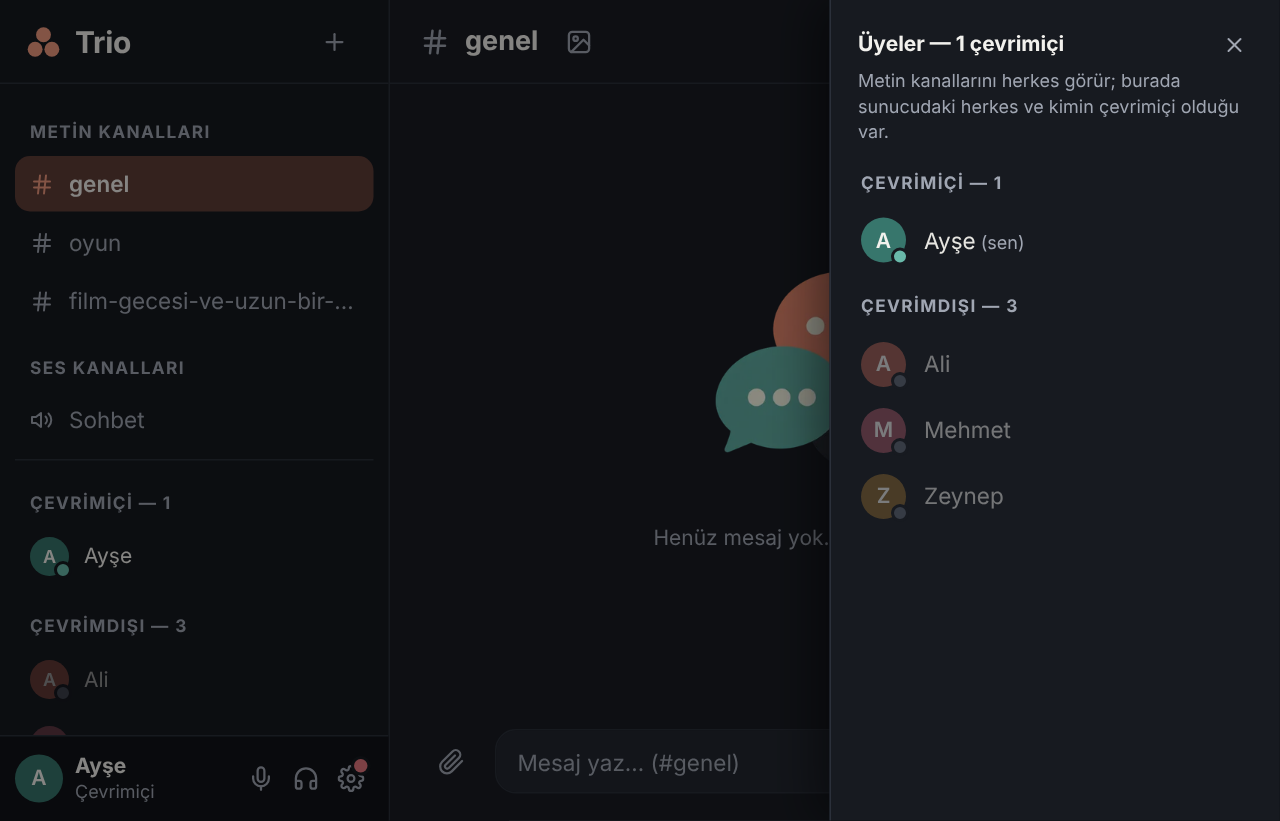 Trio
METİN KANALLARI
genel
oyun
film-gecesi-ve-uzun-bir-...
SES KANALLARI
Sohbet
ÇEVRİMİÇİ — 1
A
Ayşe
ÇEVRİMDIŞI — 3
A
Ali
A
Ayşe
Çevrimiçi
# genel
Henüz mesaj yok.
Mesaj yaz... (#genel)
Üyeler — 1 çevrimiçi
Metin kanallarını herkes görür; burada
sunucudaki herkes ve kimin çevrimiçi olduğu
var.
ÇEVRİMİÇİ — 1
A
Ayşe (sen)
ÇEVRİMDIŞI — 3
A
Ali
M
Mehmet
Z
Zeynep